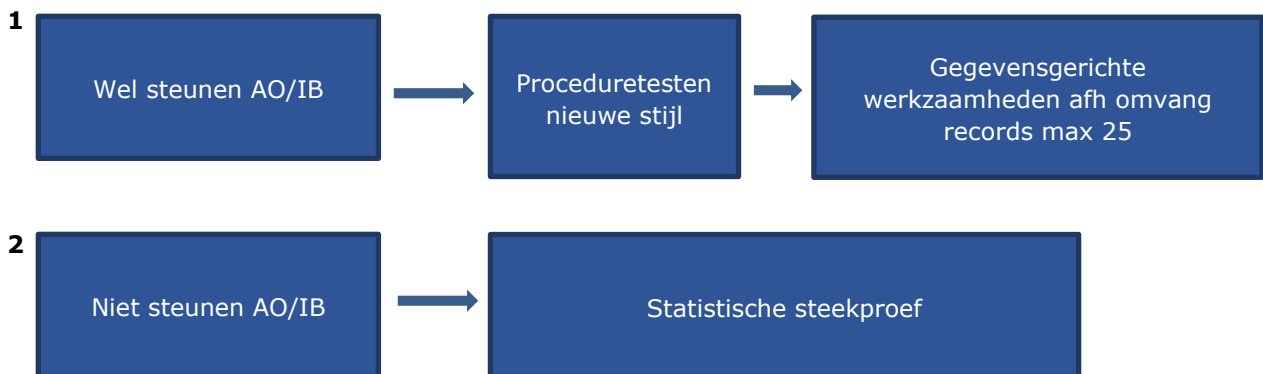 1
Wel steunen AO/IB
Proceduretesten
nieuwe stijl
Gegevensgerichte
werkzaamheden afh omvang
records max 25
2
Niet steunen AO/IB
Statistische steekproef